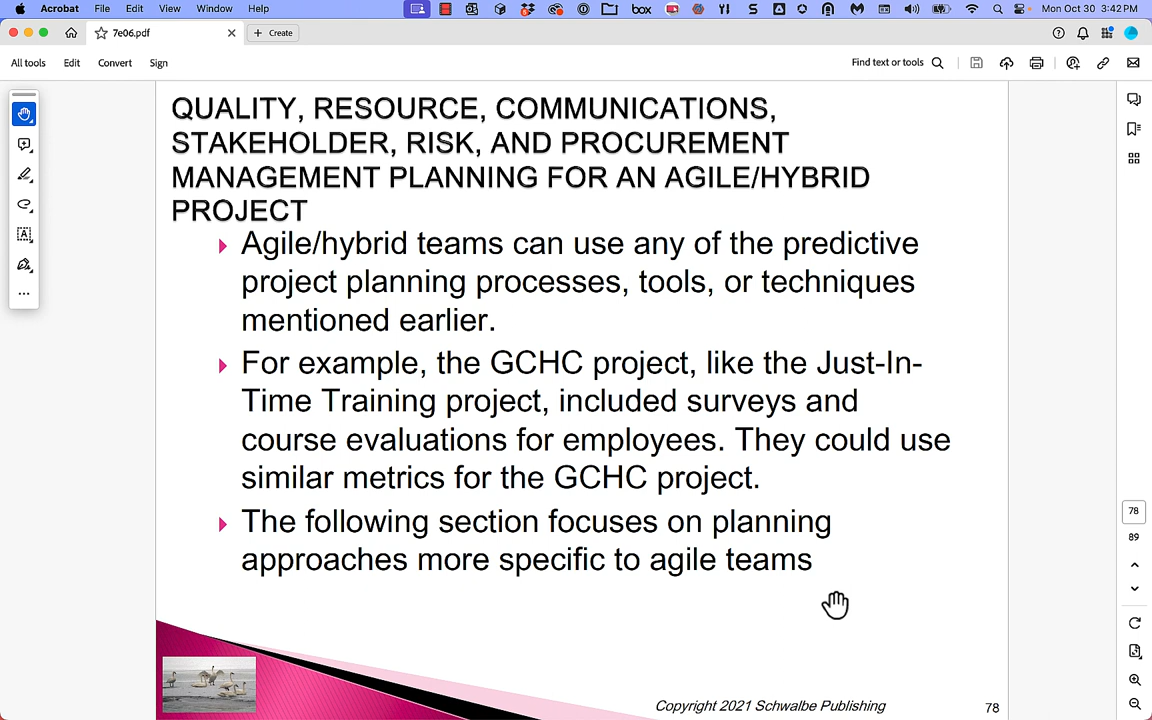 Acrobat File Edit View Window Help
box
Mon Oct 30 3:42 PM
7e06.pdf
+ Create
All tools Edit Convert Sign
Find text or tools
QUALITY, RESOURCE, COMMUNICATIONS,
STAKEHOLDER, RISK, AND PROCUREMENT
MANAGEMENT PLANNING FOR AN AGILE/HYBRID
PROJECT
Agile/hybrid teams can use any of the predictive
project planning processes, tools, or techniques
mentioned earlier.
For example, the GCHC project, like the Just-In-
Time Training project, included surveys and
course evaluations for employees. They could use
similar metrics for the GCHC project.
The following section focuses on planning
approaches more specific to agile teams
78
89
Copyright 2021 Schwalbe Publishing
78